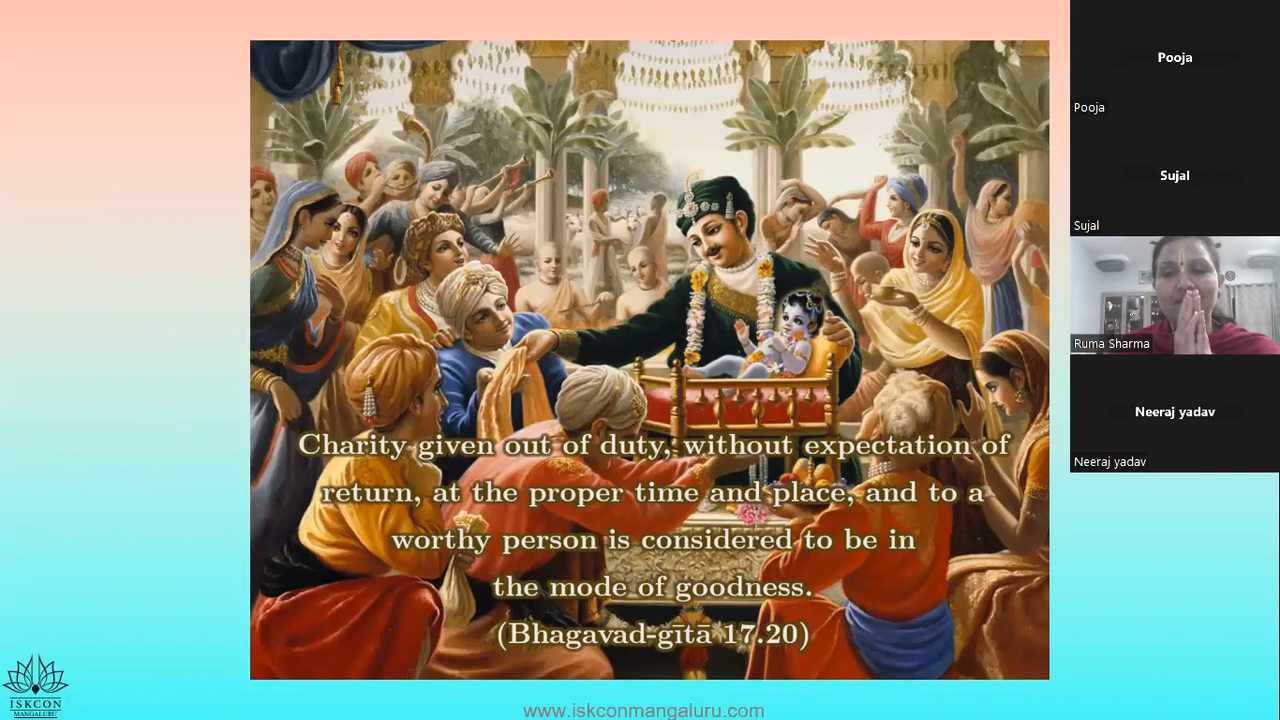 Charity given out of duty, without expectation of
return, at the proper time and place, and to a
worthy person is considered to be in
the mode of goodness.
(Bhagavad-gītā 17.20)
ISKCON
MANGALURU
www.iskconmangaluru.com
Pooja
Pooja
Sujal
Sujal
Ruma Sharma
Neeraj yadav
Neeraj yadav